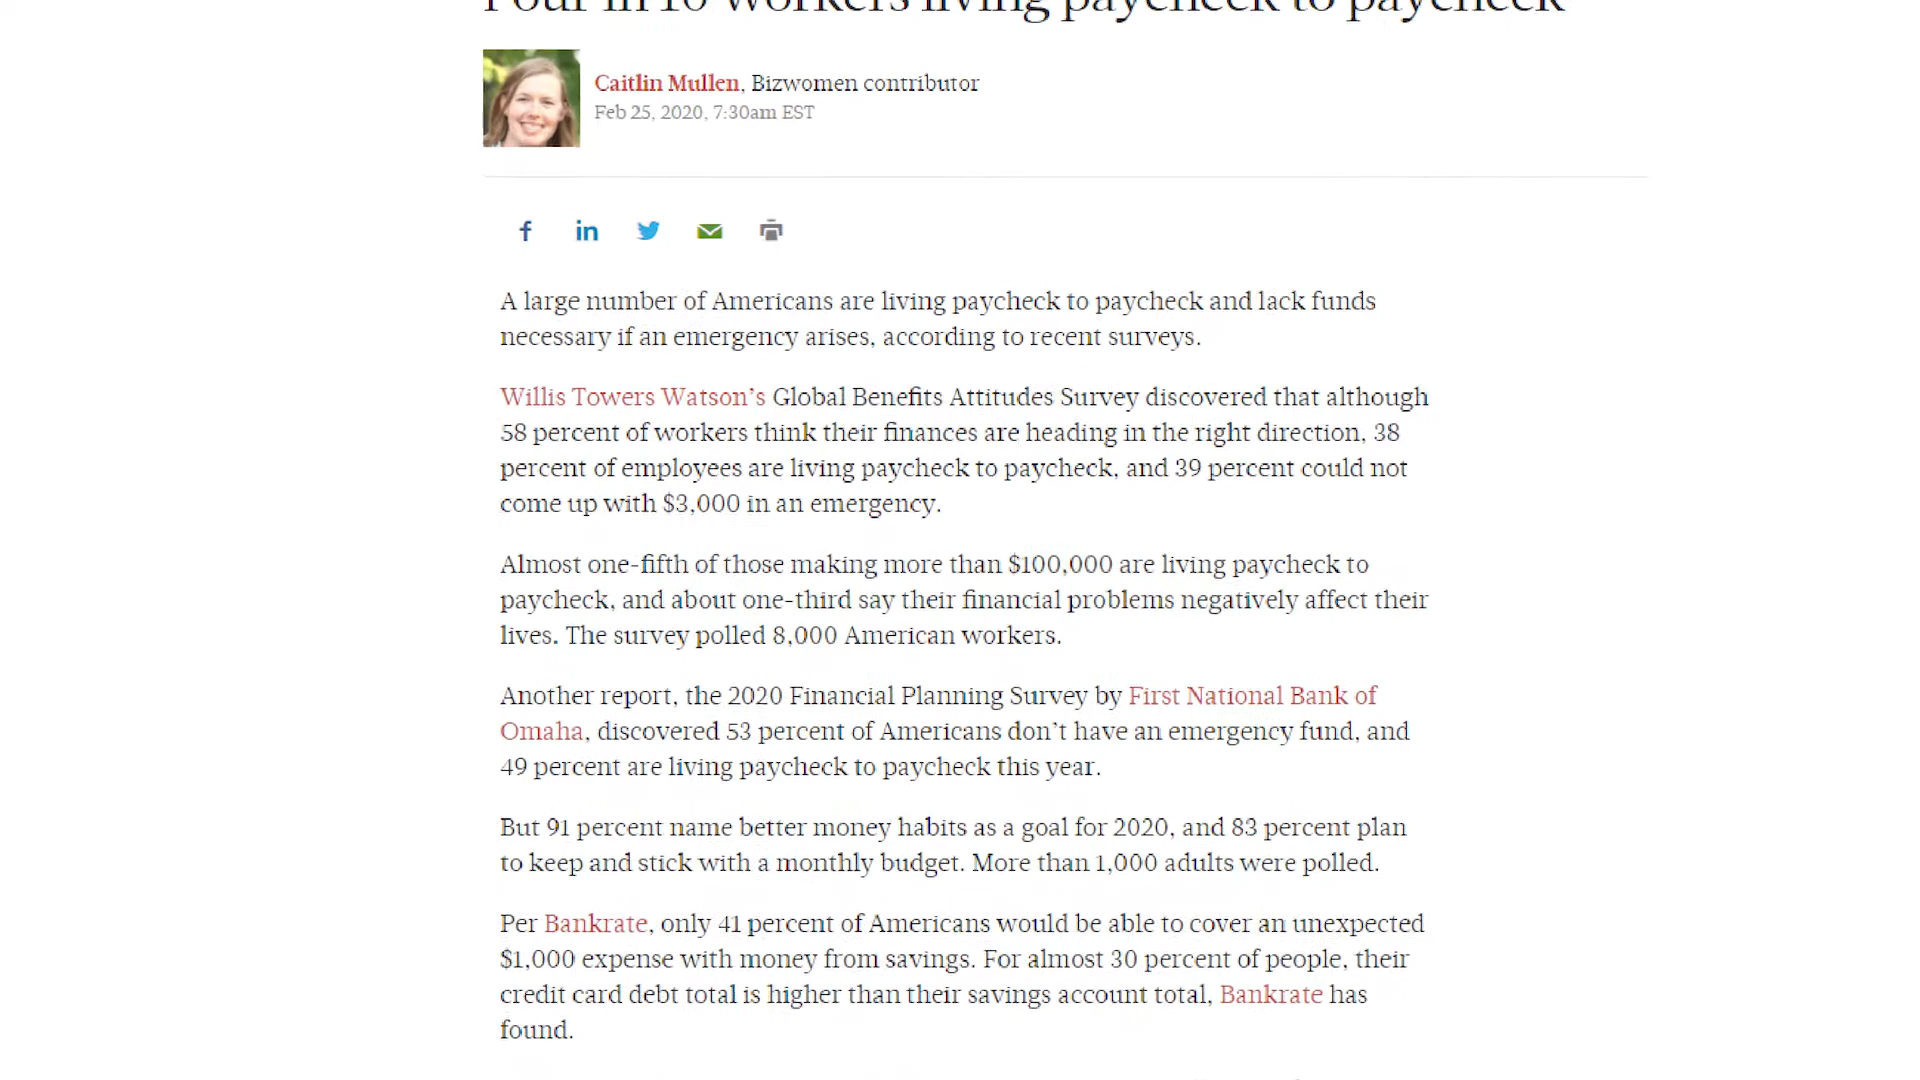 Four in 10 workers living paycheck to paycheck
Caitlin Mullen, Bizwomen contributor
Feb 25, 2020, 7:30am EST
f in
A large number of Americans are living paycheck to paycheck and lack funds
necessary if an emergency arises, according to recent surveys.
Willis Towers Watson’s Global Benefits Attitudes Survey discovered that although
58 percent of workers think their finances are heading in the right direction, 38
percent of employees are living paycheck to paycheck, and 39 percent could not
come up with $3,000 in an emergency.
Almost one-fifth of those making more than $100,000 are living paycheck to
paycheck, and about one-third say their financial problems negatively affect their
lives. The survey polled 8,000 American workers.
Another report, the 2020 Financial Planning Survey by First National Bank of
Omaha, discovered 53 percent of Americans don’t have an emergency fund, and
49 percent are living paycheck to paycheck this year.
But 91 percent name better money habits as a goal for 2020, and 83 percent plan
to keep and stick with a monthly budget. More than 1,000 adults were polled.
Per Bankrate, only 41 percent of Americans would be able to cover an unexpected
$1,000 expense with money from savings. For almost 30 percent of people, their
credit card debt total is higher than their savings account total, Bankrate has
found.